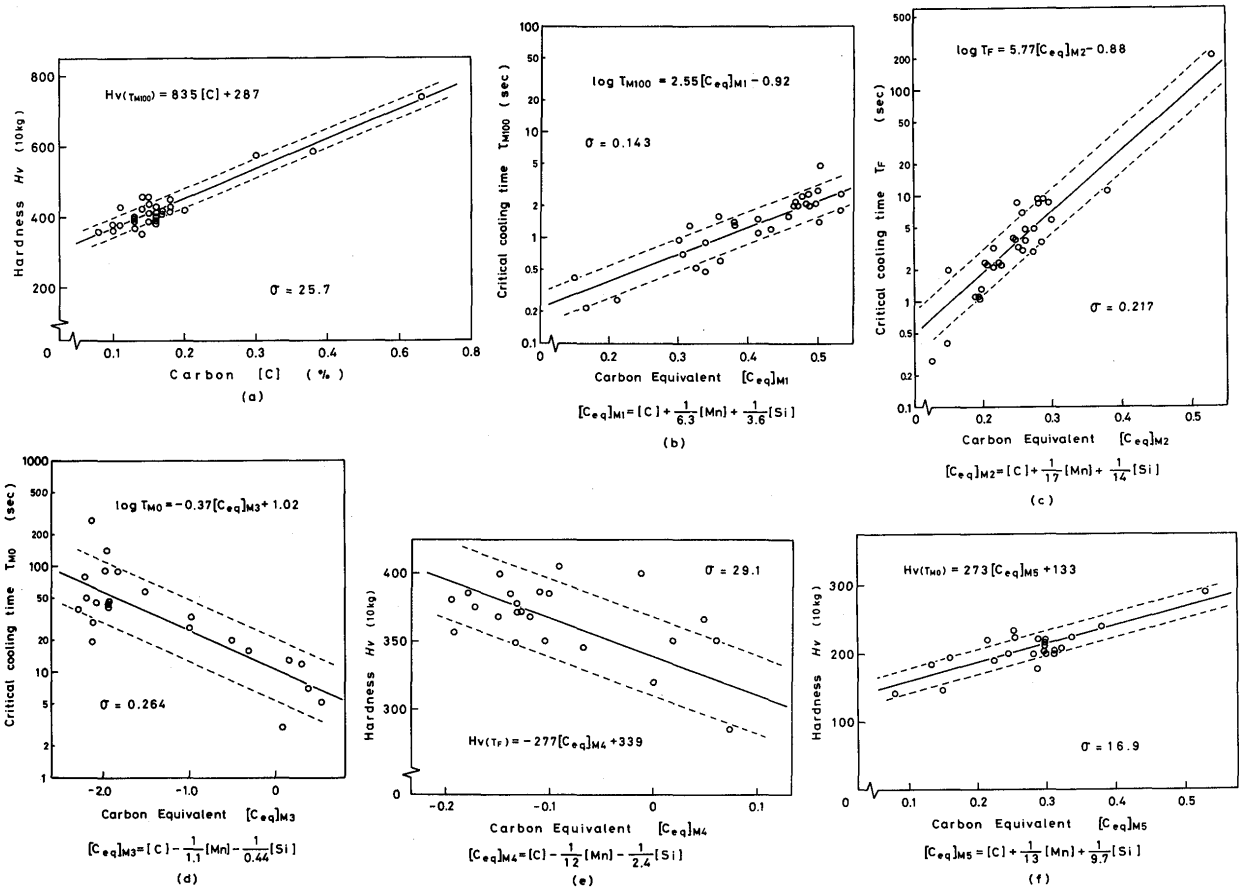 800
600
400
200
0
Hardness Hv (10kg)
Hv(TM100) = 835 [C] + 287
σ = 25.7
0.1 0.2 0.3 0.4 0.6 0.8
Carbon [C] (%)
(a)
100
50
20
10
5
2
1
0.5
0.2
0.1
Critical cooling time TM100 (sec)
log TM100 = 2.55[Ceq]M1-0.92
σ = 0.143
0 0.2 0.3 0.4 0.5
Carbon Equivalent [Ceq]M1
[Ceq]M1=[C]+1/6.3[Mn]+1/3.6[Si]
(b)
500
200
100
50
10
5
2
1
0.5
0.2
0.1
Critical cooling time TF (sec)
log TF = 5.77[Ceq]M2-0.88
σ = 0.217
0 0.2 0.3 0.4 0.5
Carbon Equivalent [Ceq]M2
[Ceq]M2=[C]+1/17[Mn]+1/14[Si]
(c)
1000
500
200
100
50
20
10
5
2
1
Critical cooling time TM0 (sec)
log TM0 =-0.37[Ceq]M3+1.02
σ = 0.264
-2.0 -1.0 0
Carbon Equivalent [Ceq]M3
[Ceq]M3=[C]-1/1.1[Mn]-1/0.44[Si]
(d)
400
350
300
0
Hardness Hv (10kg)
σ = 29.1
Hv(TF) = -277[Ceq]M4+339
-0.2 -0.1 0 0.1
Carbon Equivalent [Ceq]M4
[Ceq]M4=[C]-1/12[Mn]-1/2.4[Si]
(e)
300
200
100
0
Hardness Hv (10kg)
Hv(TM0) = 273[Ceq]M5+133
σ = 16.9
0.1 0.2 0.3 0.4 0.5
Carbon Equivalent [Ceq]M5
[Ceq]M5=[C]+1/13[Mn]+1/9.7[Si]
(f)